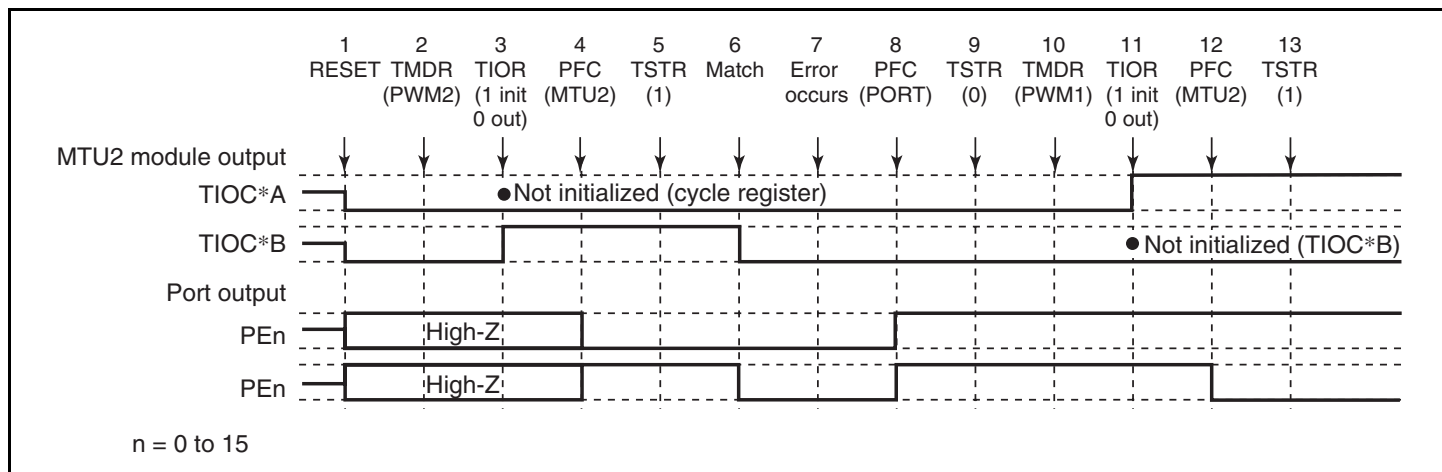 1 2 3 4 5 6 7 8 9 10 11 12 13
RESET TMDR TIOR PFC TSTR Match Error PFC TSTR TMDR TIOR PFC TSTR
(PWM2) (1 init (MTU2) (1) occurs (PORT) (0) (PWM1) (1 init (MTU2) (1)
0 out) 0 out)
MTU2 module output
TIOC*A ●Not initialized (cycle register)
TIOC*B ● Not initialized (TIOC*B)
Port output
PEn High-Z
PEn High-Z
n = 0 to 15